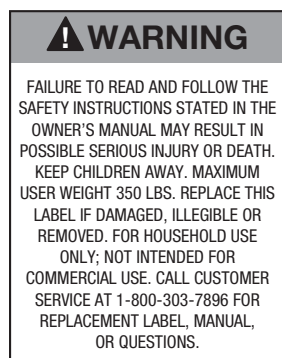 WARNING
FAILURE TO READ AND FOLLOW THE
SAFETY INSTRUCTIONS STATED IN THE
OWNER'S MANUAL MAY RESULT IN
POSSIBLE SERIOUS INJURY OR DEATH.
KEEP CHILDREN AWAY. MAXIMUM
USER WEIGHT 350 LBS. REPLACE THIS
LABEL IF DAMAGED, ILLEGIBLE OR
REMOVED. FOR HOUSEHOLD USE
ONLY; NOT INTENDED FOR
COMMERCIAL USE. CALL CUSTOMER
SERVICE AT 1-800-303-7896 FOR
REPLACEMENT LABEL, MANUAL,
OR QUESTIONS.